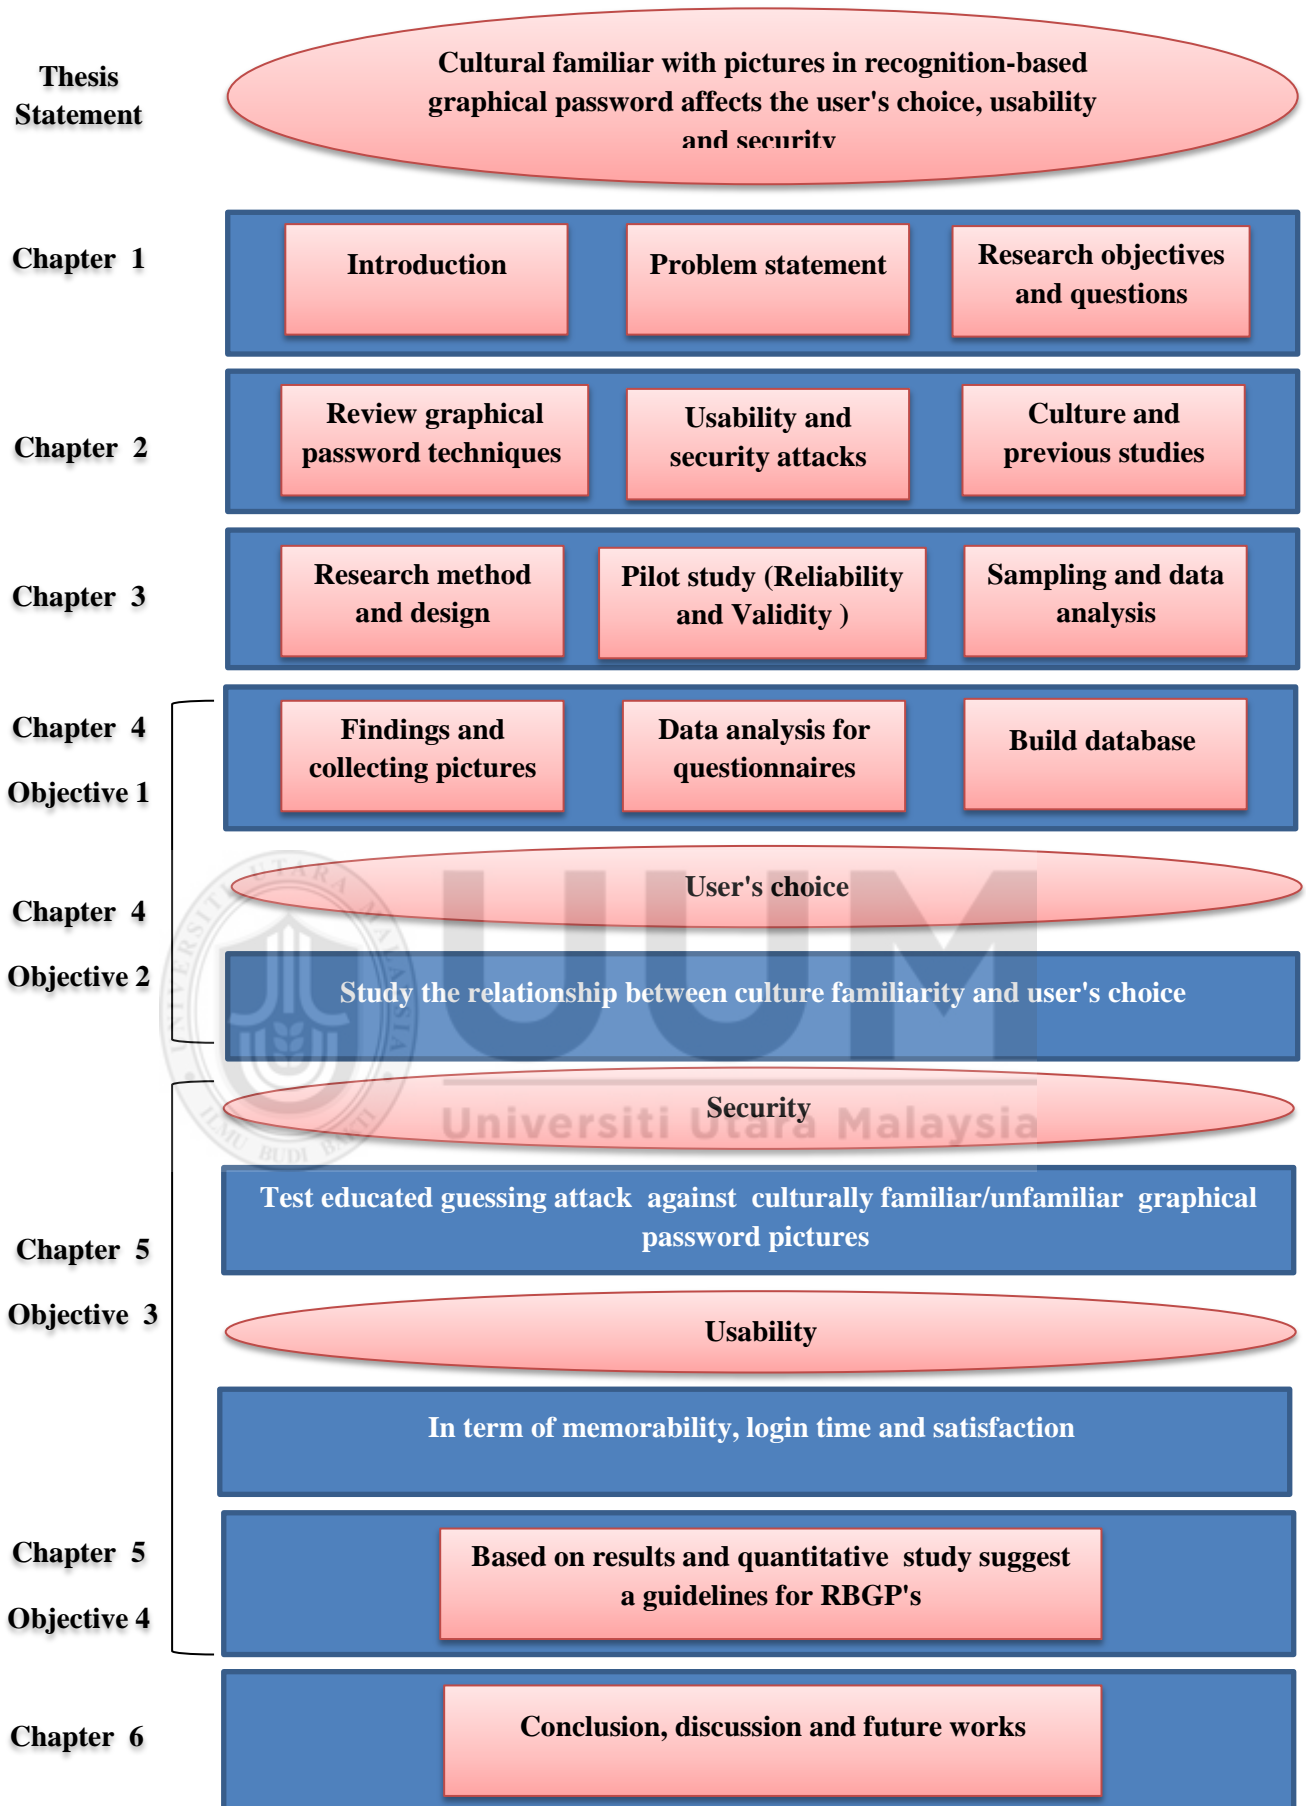 Thesis
Statement
Cultural familiar with pictures in recognition-based
graphical password affects the user's choice, usability
and security
Chapter 1
Introduction
Problem statement
Research objectives
and questions
Chapter 2
Review graphical
password techniques
Usability and
security attacks
Culture and
previous studies
Chapter 3
Research method
and design
Pilot study (Reliability
and Validity )
Sampling and data
analysis
Chapter 4
Objective 1
Findings and
collecting pictures
Data analysis for
questionnaires
Build database
User's choice
Chapter 4
Objective 2
Study the relationship between culture familiarity and user's choice
UUM
Universiti Utara Malaysia
UNIVERSITI UTARA MALAYSIA
ILMU BUDI BAKTI
Security
Test educated guessing attack against culturally familiar/unfamiliar graphical
password pictures
Chapter 5
Objective 3
Usability
In term of memorability, login time and satisfaction
Chapter 5
Objective 4
Based on results and quantitative study suggest
a guidelines for RBGP's
Chapter 6
Conclusion, discussion and future works